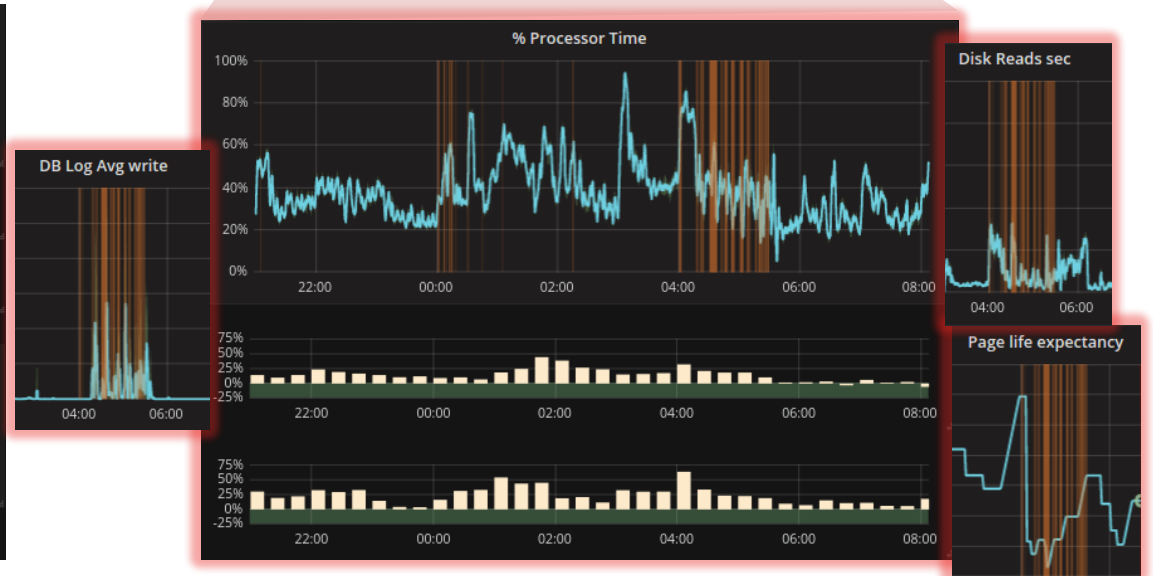 % Processor Time
100%
80%
60%
40%
20%
0%
22:00 00:00 02:00 04:00 06:00 08:00
75%
50%
25%
0%
-25%
22:00 00:00 02:00 04:00 06:00 08:00
75%
50%
25%
0%
-25%
22:00 00:00 02:00 04:00 06:00 08:00
DB Log Avg write
04:00 06:00
Disk Reads sec
04:00 06:00
Page life expectancy